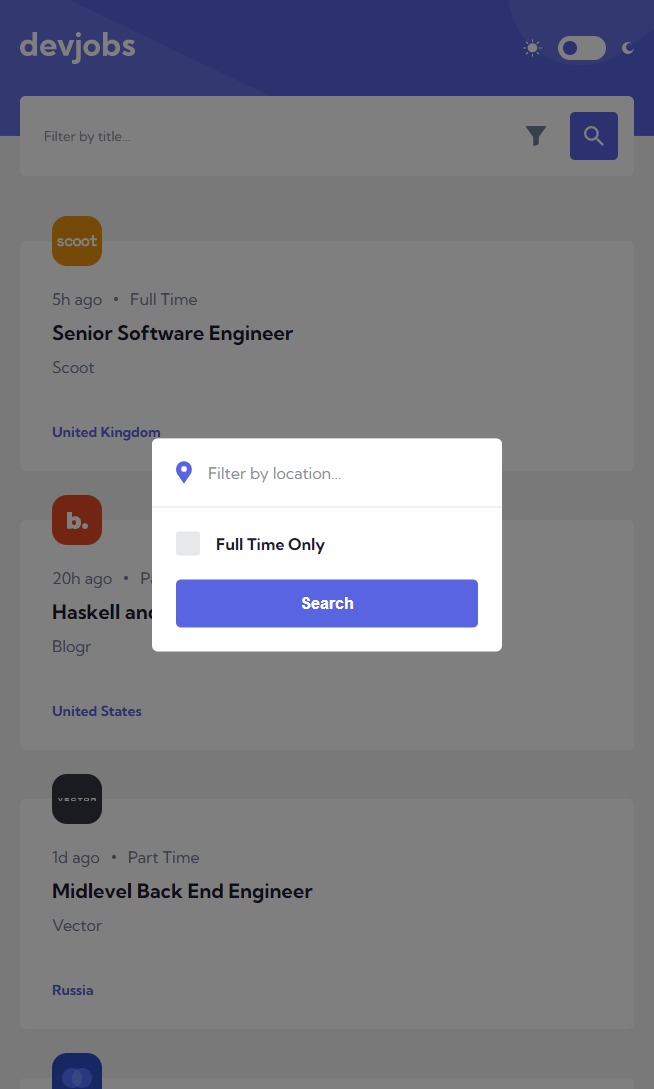 devjobs
Filter by title...
scoot
5h ago • Full Time
Senior Software Engineer
Scoot
United Kingdom
Filter by location...
Full Time Only
Search
b.
20h ago • Pa
Haskell and
Blogr
United States
VECTOR
1d ago • Part Time
Midlevel Back End Engineer
Vector
Russia